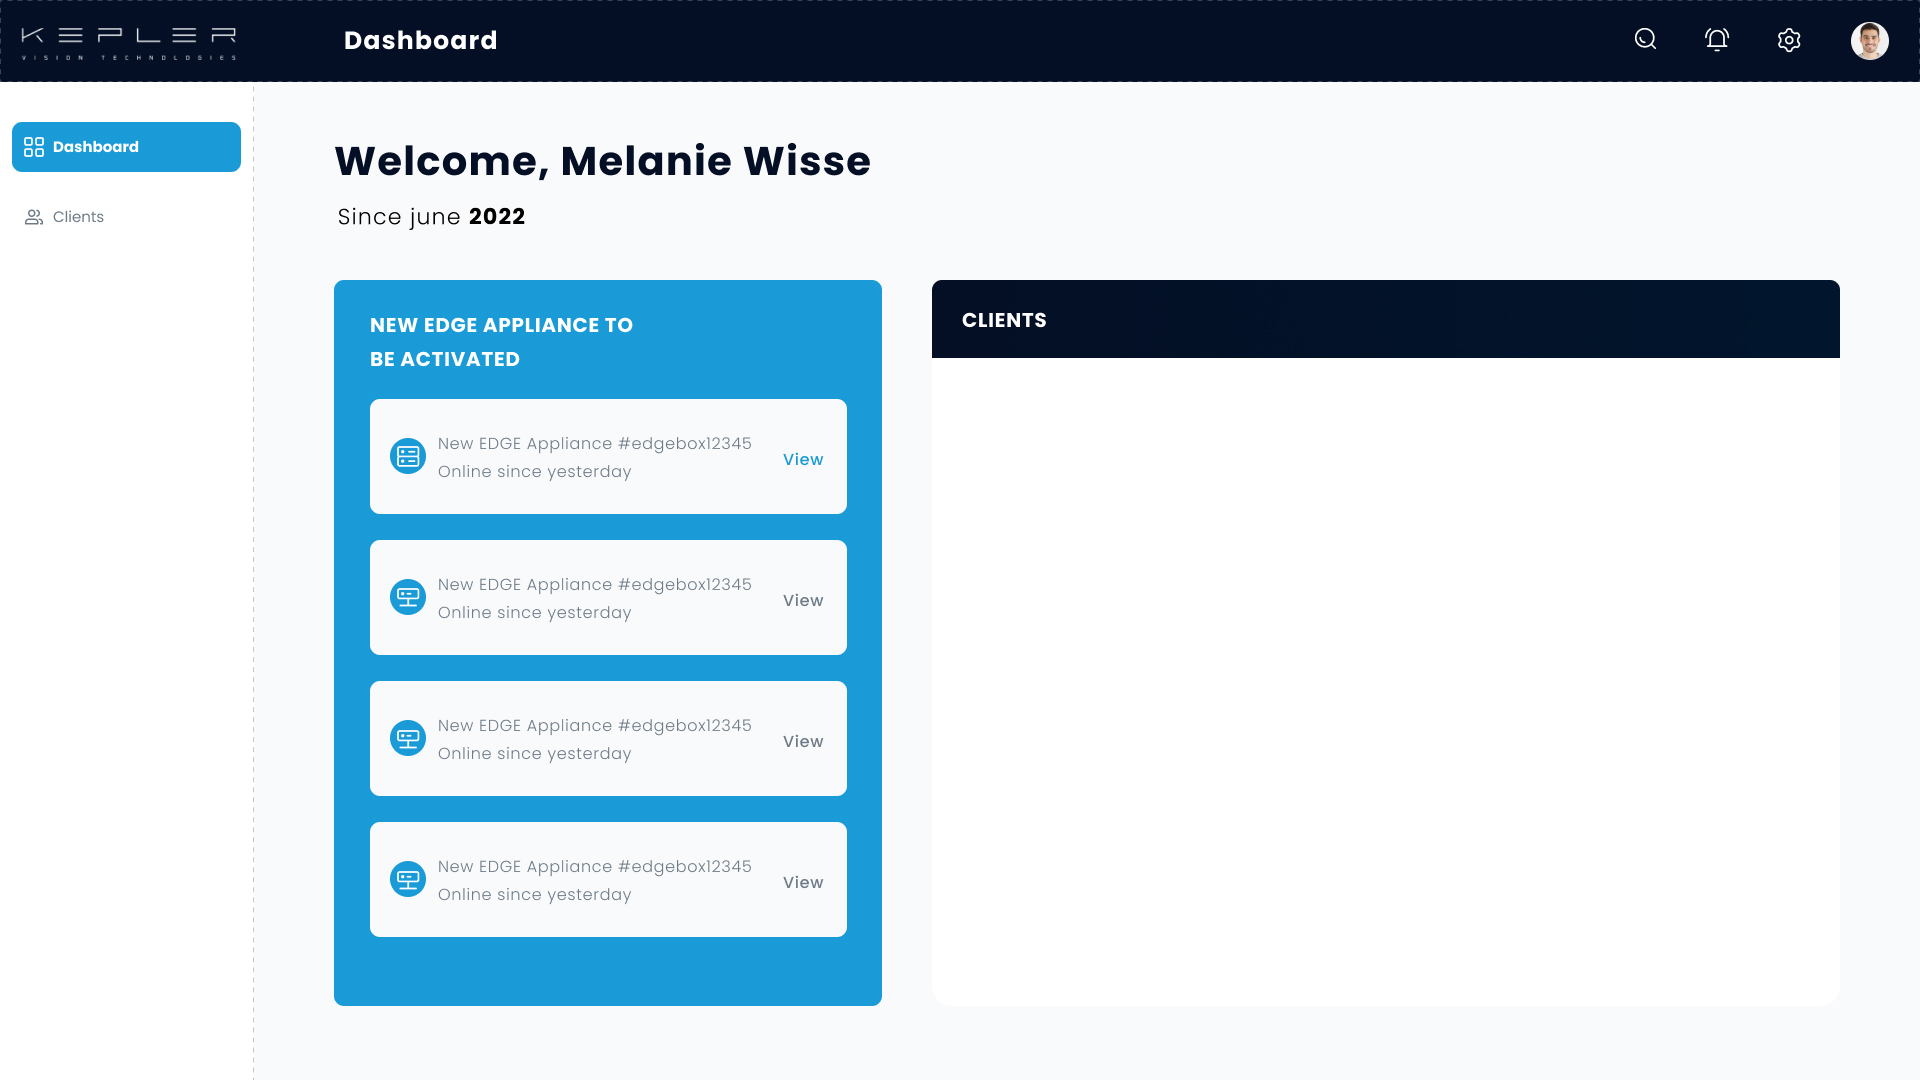 KEPLER
VISION TECHNOLOGIES
Dashboard
Dashboard
Clients
Welcome, Melanie Wisse
Since june 2022
NEW EDGE APPLIANCE TO
BE ACTIVATED
New EDGE Appliance #edgebox12345
Online since yesterday
View
New EDGE Appliance #edgebox12345
Online since yesterday
View
New EDGE Appliance #edgebox12345
Online since yesterday
View
New EDGE Appliance #edgebox12345
Online since yesterday
View
CLIENTS